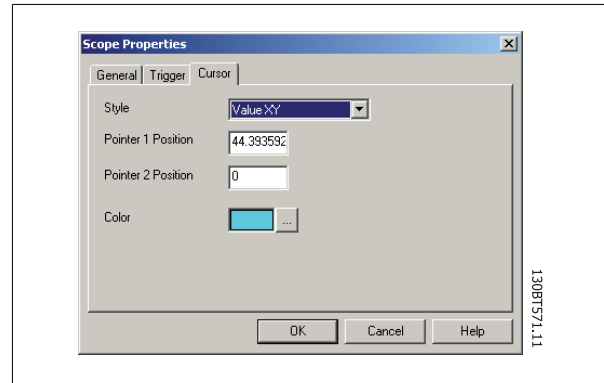 Scope Properties
General Trigger Cursor
Style Value XY
Pointer 1 Position 44.393592
Pointer 2 Position 0
Color ...
OK Cancel Help
130BT571.11